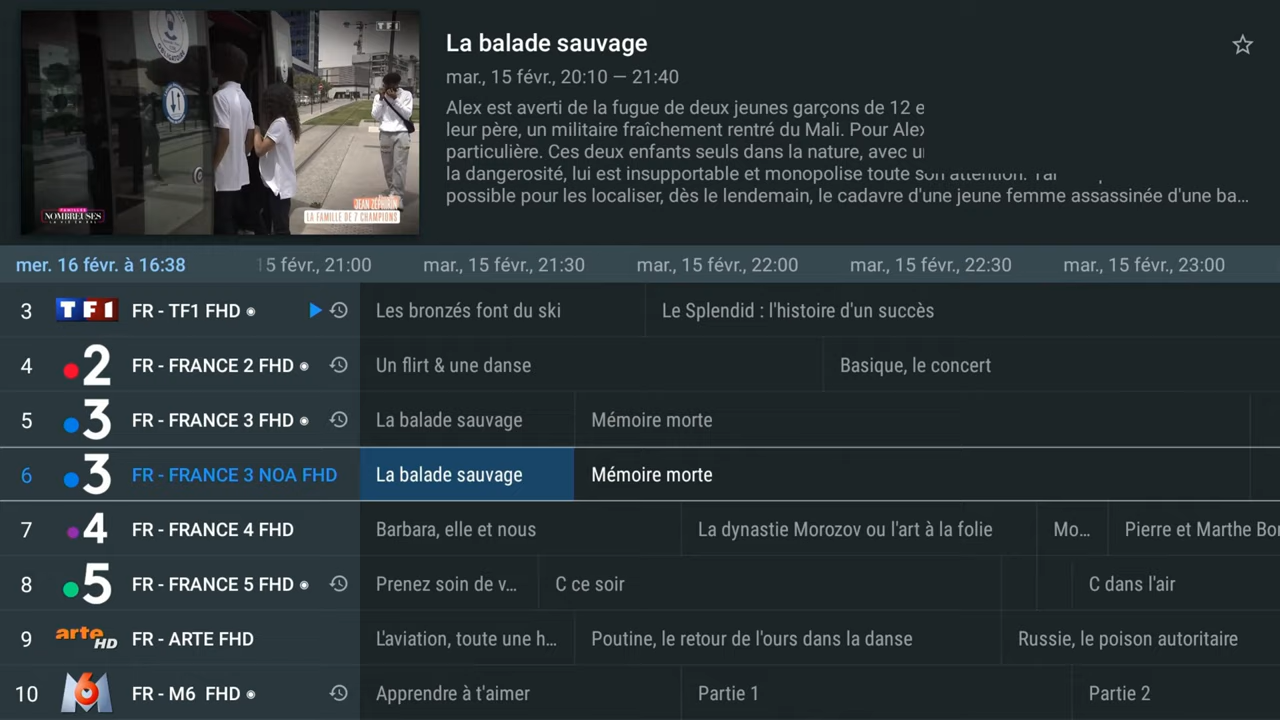 TF1
OBLIGATOIRE
FAMILLES
NOMBREUSES
LA VIE EN XXL
JEAN ZÉPHIRIN
LA FAMILLE DE 7 CHAMPIONS
La balade sauvage
mar., 15 févr., 20:10 — 21:40
Alex est averti de la fugue de deux jeunes garçons de 12 e
leur père, un militaire fraîchement rentré du Mali. Pour Alex
particulière. Ces deux enfants seuls dans la nature, avec u
la dangerosité, lui est insupportable et monopolise toute son attention.
possible pour les localiser, dès le lendemain, le cadavre d'une jeune femme assassinée d'une ba…
mer. 16 févr. à 16:38 15 févr., 21:00 mar., 15 févr., 21:30 mar., 15 févr., 22:00 mar., 15 févr., 22:30 mar., 15 févr., 23:00
3 TF1 FR - TF1 FHD ◉ Les bronzés font du ski Le Splendid : l'histoire d'un succès
4 2 FR - FRANCE 2 FHD ◉ Un flirt & une danse Basique, le concert
5 3 FR - FRANCE 3 FHD ◉ La balade sauvage Mémoire morte
6 3 FR - FRANCE 3 NOA FHD La balade sauvage Mémoire morte
7 4 FR - FRANCE 4 FHD Barbara, elle et nous La dynastie Morozov ou l'art à la folie Mo… Pierre et Marthe Bon
8 5 FR - FRANCE 5 FHD ◉ Prenez soin de v… C ce soir C dans l'air
9 arte HD FR - ARTE FHD L'aviation, toute une h… Poutine, le retour de l'ours dans la danse Russie, le poison autoritaire
10 M6 FR - M6 FHD ◉ Apprendre à t'aimer Partie 1 Partie 2